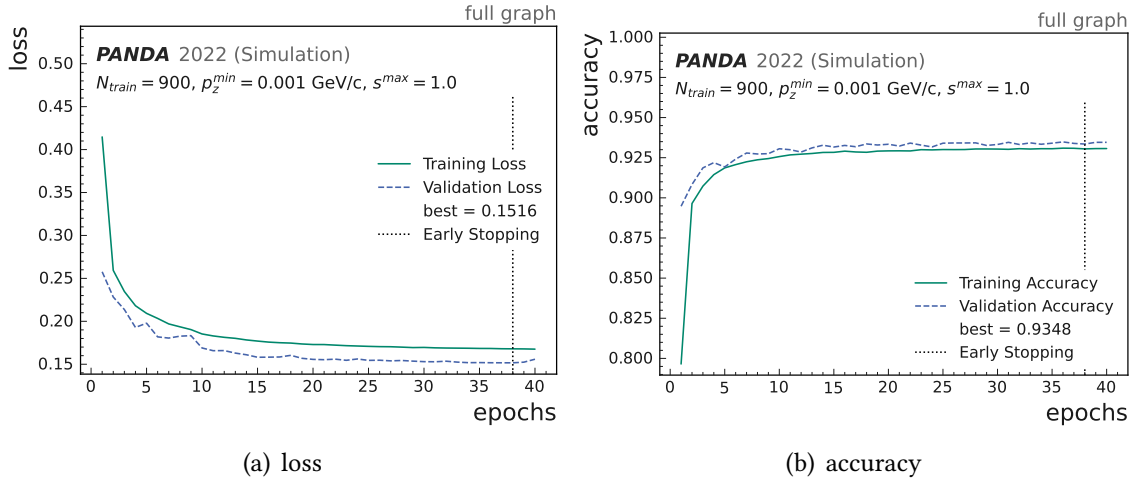 full graph
loss
PANDA 2022 (Simulation)
N_train = 900, p_z^min = 0.001 GeV/c, s^max = 1.0
0.50
0.45
0.40
0.35
0.30
0.25
0.20
0.15
Training Loss
Validation Loss
best = 0.1516
Early Stopping
0 5 10 15 20 25 30 35 40
epochs
(a) loss
full graph
accuracy
PANDA 2022 (Simulation)
N_train = 900, p_z^min = 0.001 GeV/c, s^max = 1.0
1.000
0.975
0.950
0.925
0.900
0.875
0.850
0.825
0.800
Training Accuracy
Validation Accuracy
best = 0.9348
Early Stopping
0 5 10 15 20 25 30 35 40
epochs
(b) accuracy